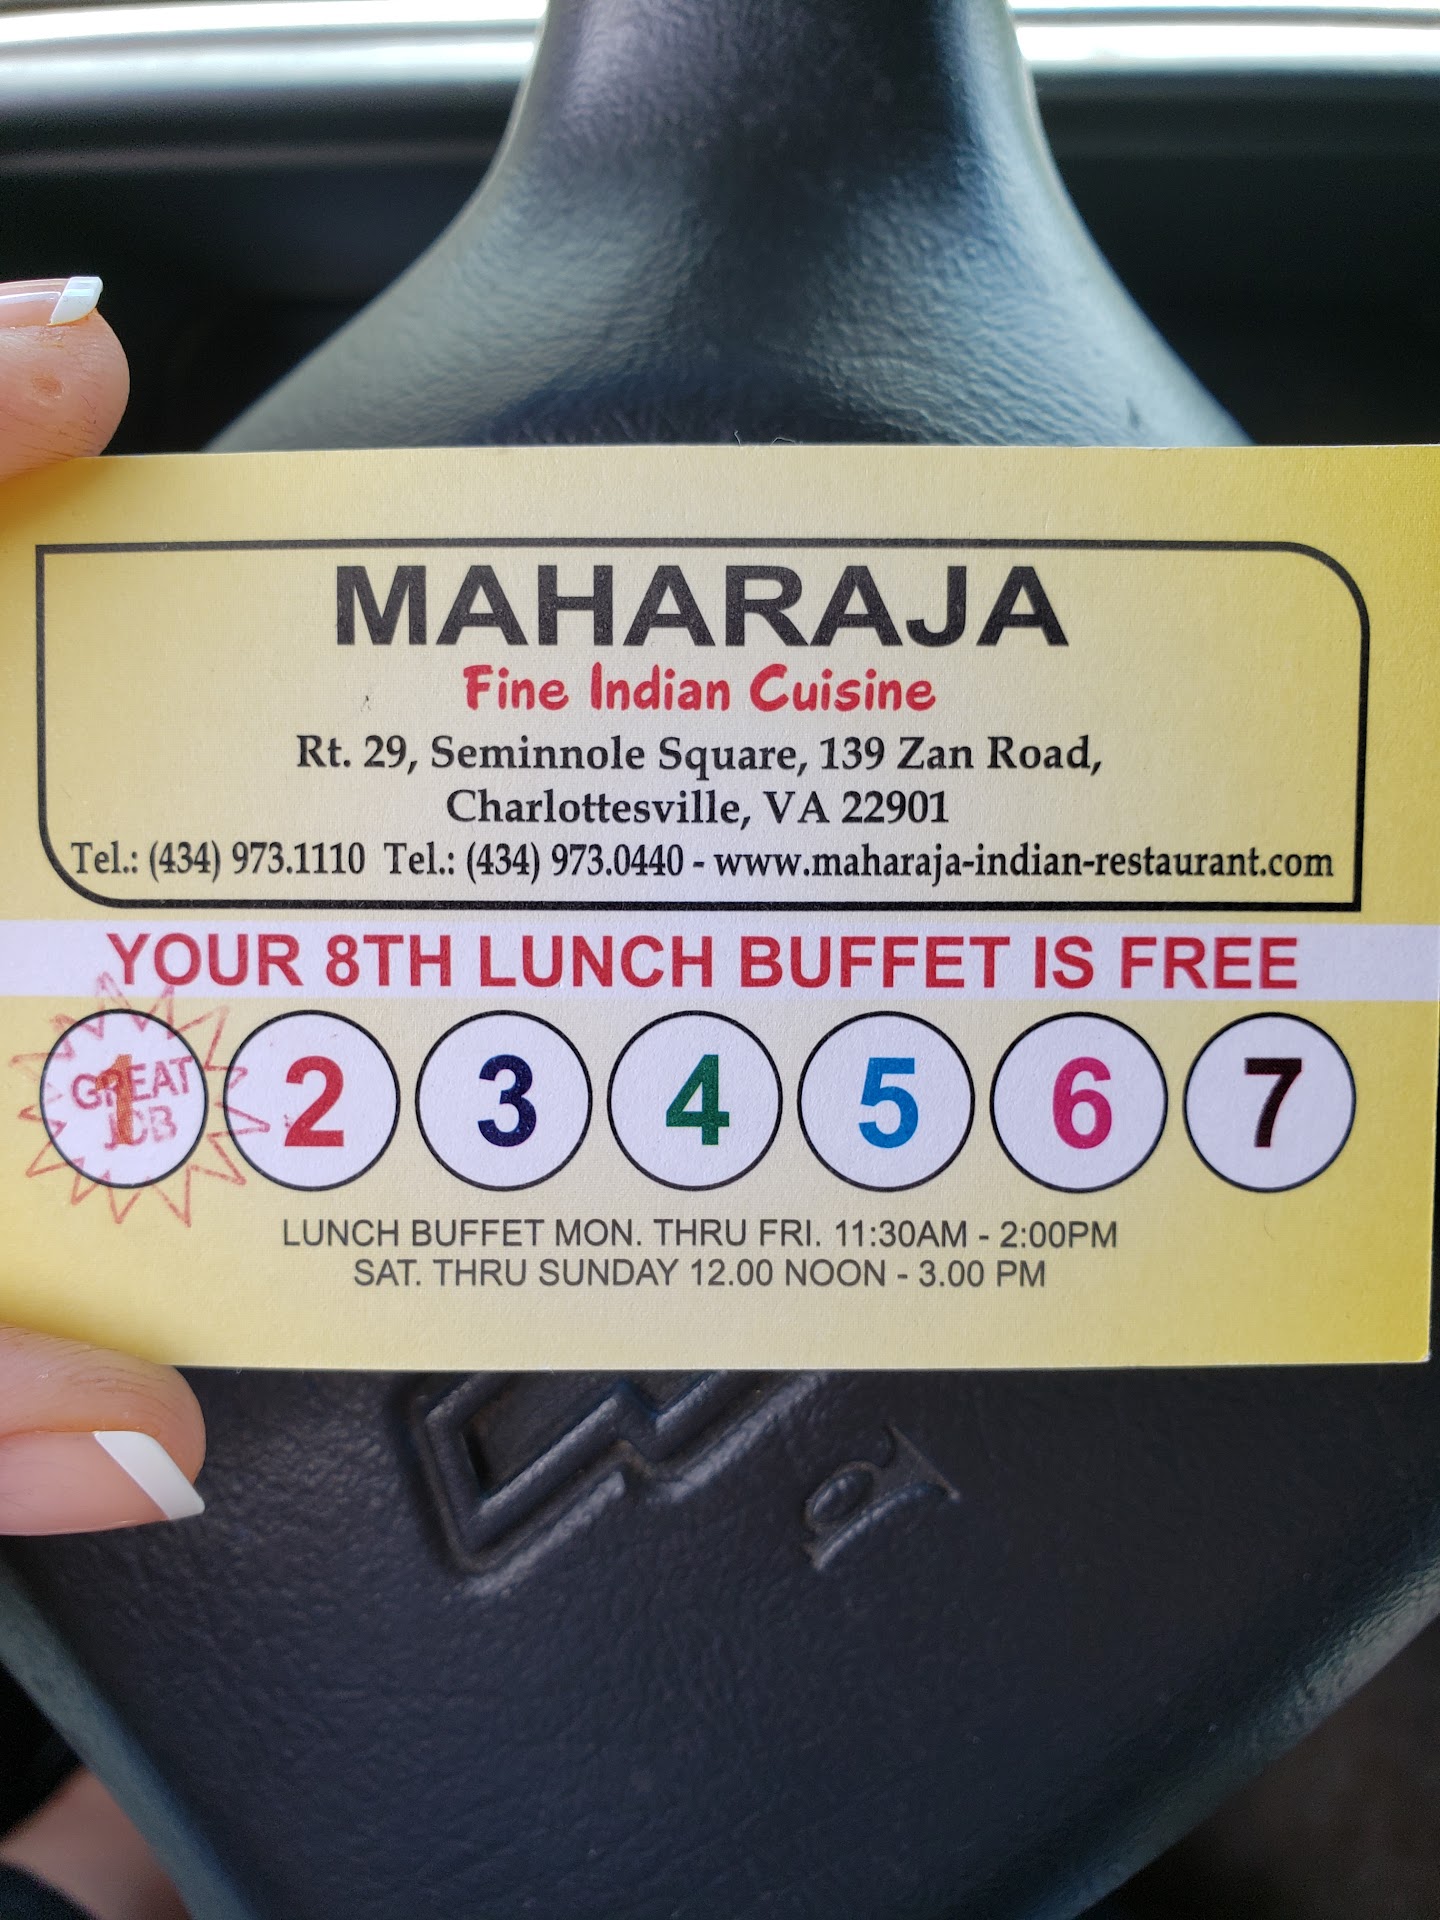 MAHARAJA
Fine Indian Cuisine
Rt. 29, Seminnole Square, 139 Zan Road,
Charlottesville, VA 22901
Tel.: (434) 973.1110 Tel.: (434) 973.0440 - www.maharaja-indian-restaurant.com
YOUR 8TH LUNCH BUFFET IS FREE
1 2 3 4 5 6 7
GREAT
JOB
LUNCH BUFFET MON. THRU FRI. 11:30AM - 2:00PM
SAT. THRU SUNDAY 12.00 NOON - 3.00 PM